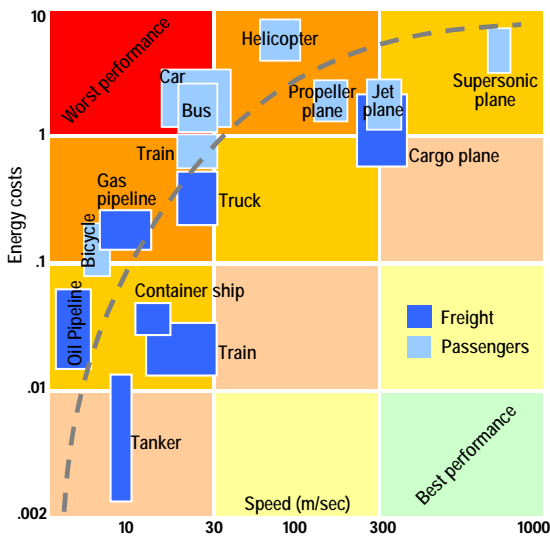 10
Helicopter
Worst performance
Car
Bus
Propeller
plane
Jet
plane
Supersonic
plane
1
Train
Cargo plane
Gas
pipeline
Truck
Energy costs
Bicycle
.1
Container ship
Oil Pipeline
Freight
Train
Passengers
.01
Tanker
Best performance
Speed (m/sec)
.002
10
30
100
300
1000